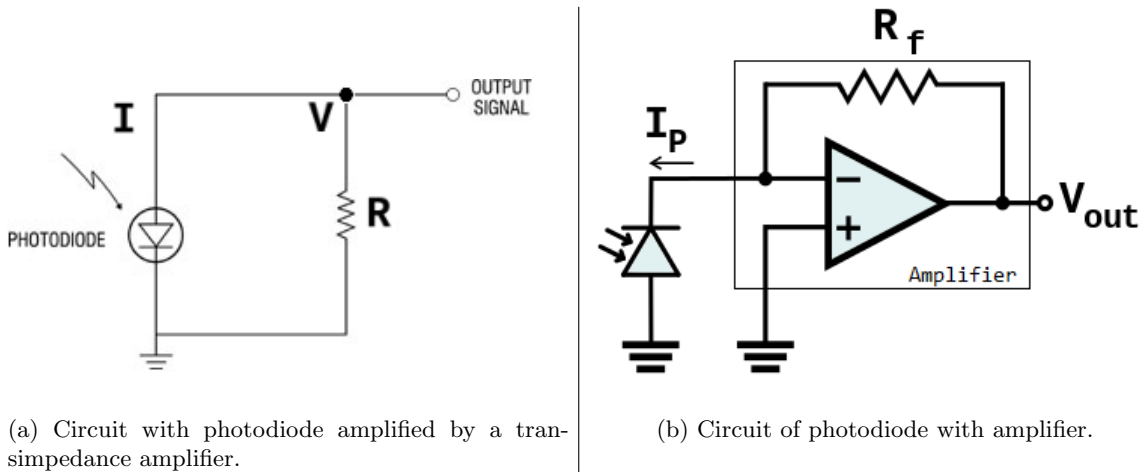 I
V
OUTPUT
SIGNAL
PHOTODIODE
R
(a) Circuit with photodiode amplified by a tran-
simpedance amplifier.
R f
I P
−
+
V out
Amplifier
(b) Circuit of photodiode with amplifier.